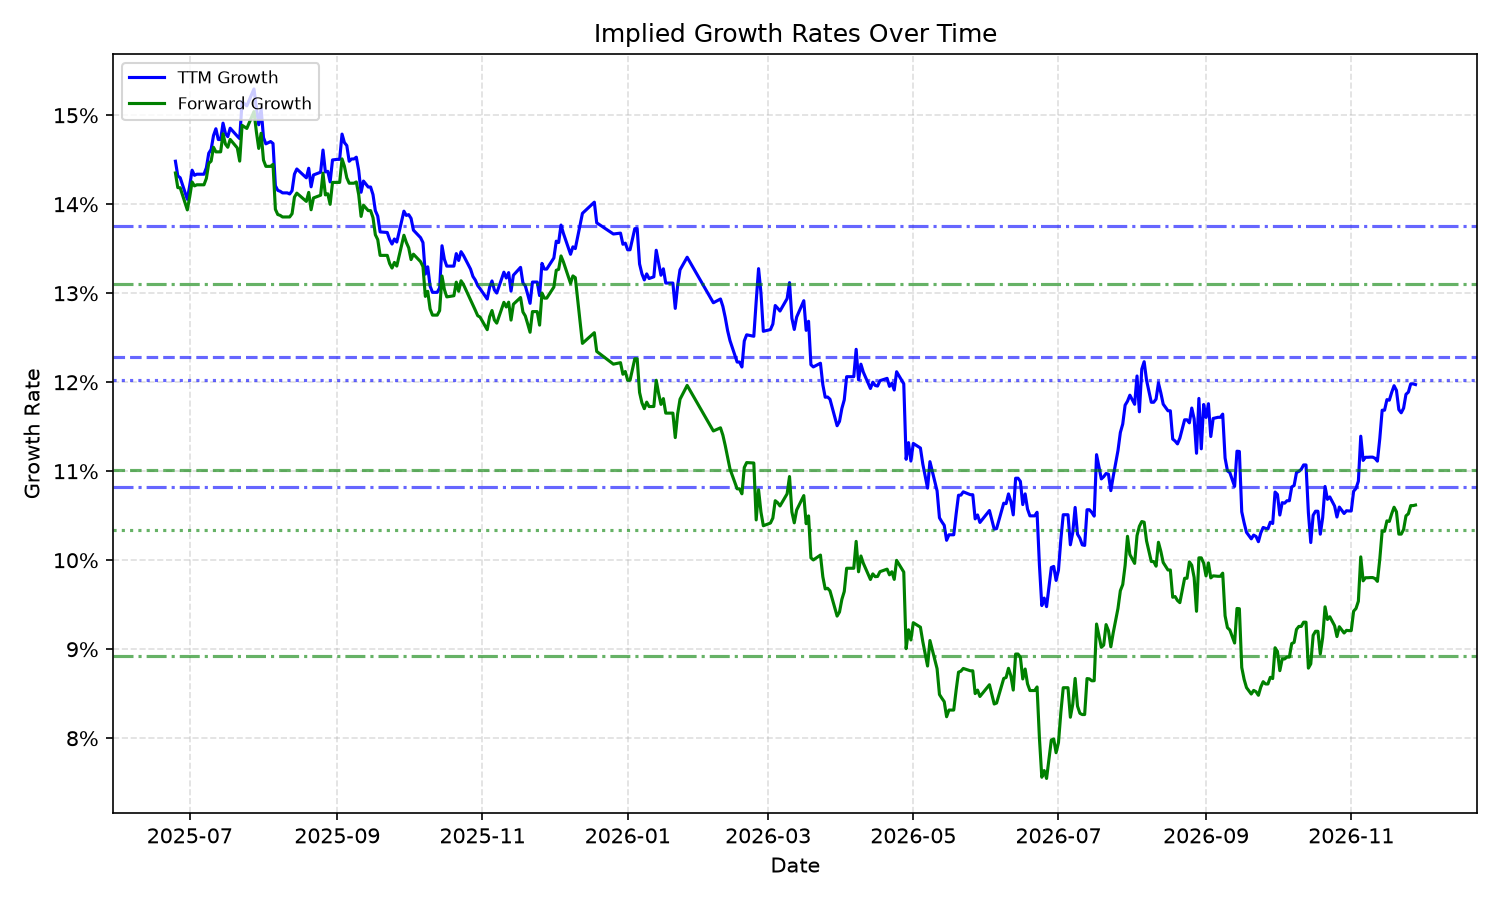 Implied Growth Rates Over Time
TTM Growth
Forward Growth
15%
14%
13%
12%
11%
10%
9%
8%
Growth Rate
2025-07 2025-09 2025-11 2026-01 2026-03 2026-05 2026-07 2026-09 2026-11
Date